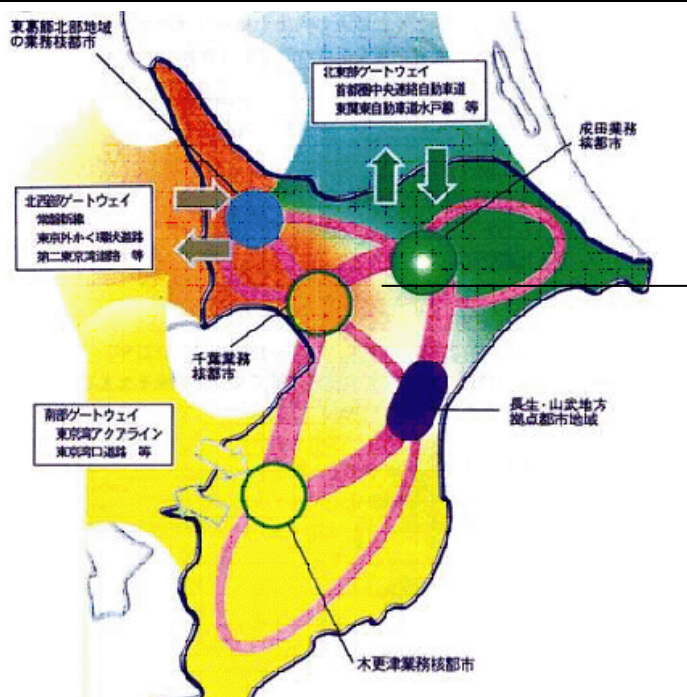 東葛飾北部地域
の業務核都市
北東部ゲートウェイ
首都圏中央連絡自動車道
東関東自動車道水戸線 等
成田業務
核都市
北西部ゲートウェイ
常磐新線
東京外かく環状道路
第二東京湾道路 等
千葉業務
核都市
南部ゲートウェイ
東京湾アクアライン
東京湾口道路 等
長生・山武地方
拠点都市地域
木更津業務核都市